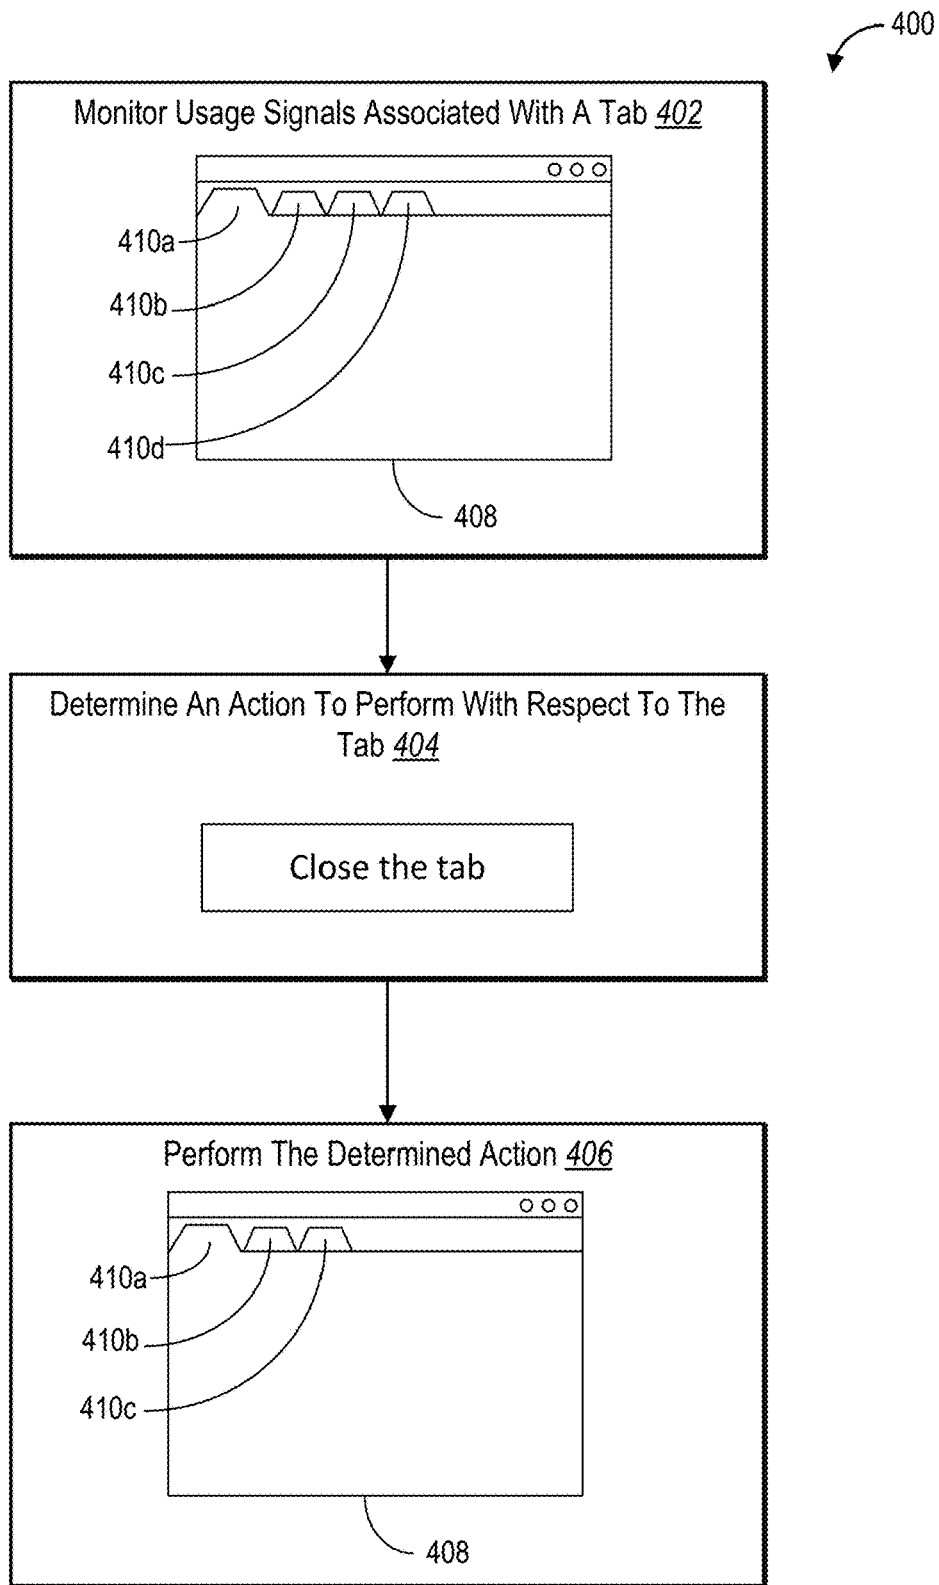 400
Monitor Usage Signals Associated With A Tab 402
410a
410b
410c
410d
408
Determine An Action To Perform With Respect To The
Tab 404
Close the tab
Perform The Determined Action 406
410a
410b
410c
408